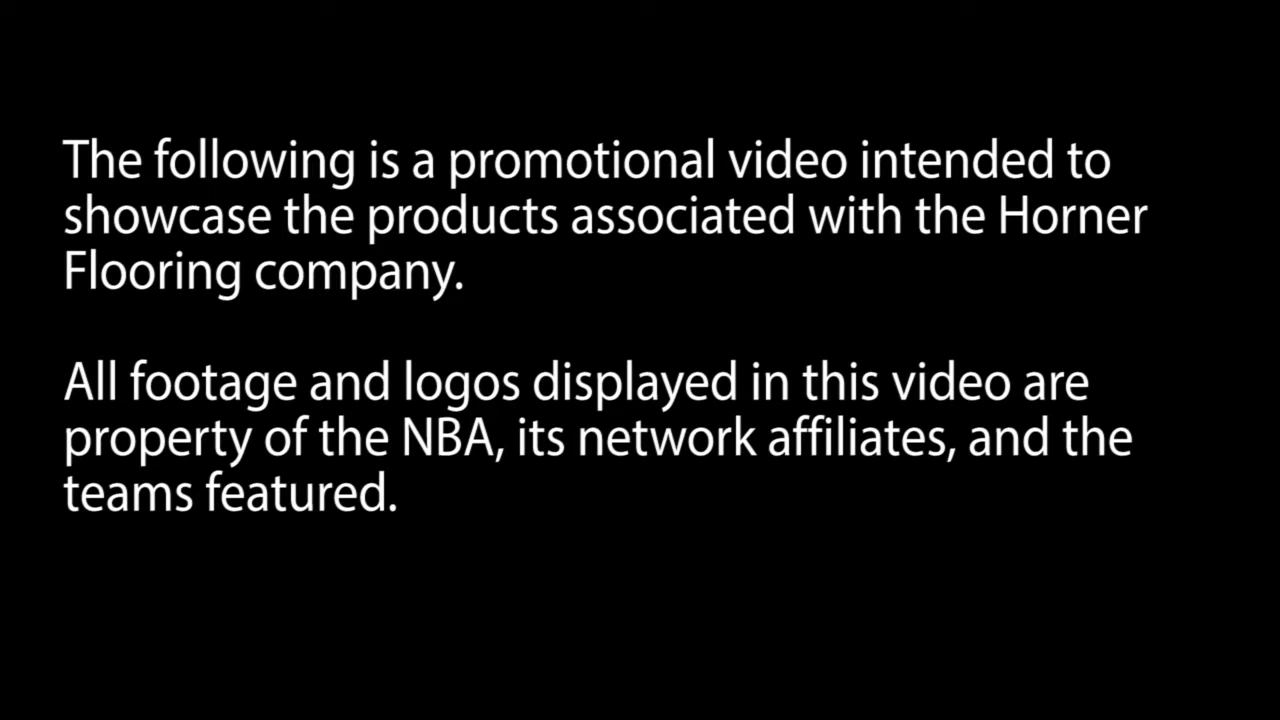 The following is a promotional video intended to
showcase the products associated with the Horner
Flooring company.
All footage and logos displayed in this video are
property of the NBA, its network affiliates, and the
teams featured.